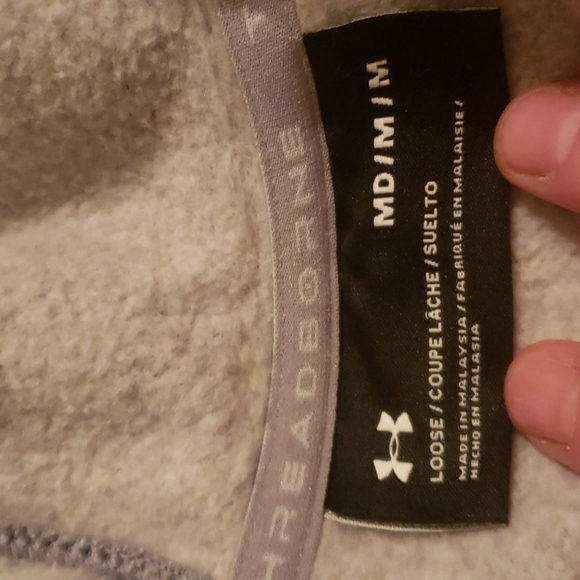 MD / M / M
LOOSE / COUPE LÂCHE / SUELTO
MADE IN MALAYSIA / FABRIQUÉ EN MALAISIE /
HECHO EN MALASIA
HREADBORNE T